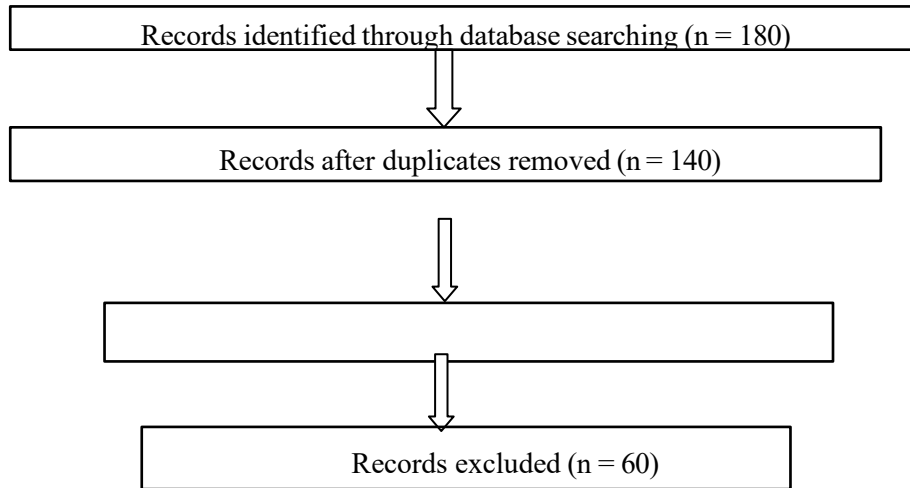 Records identified through database searching (n = 180)
Records after duplicates removed (n = 140)
Records excluded (n = 60)